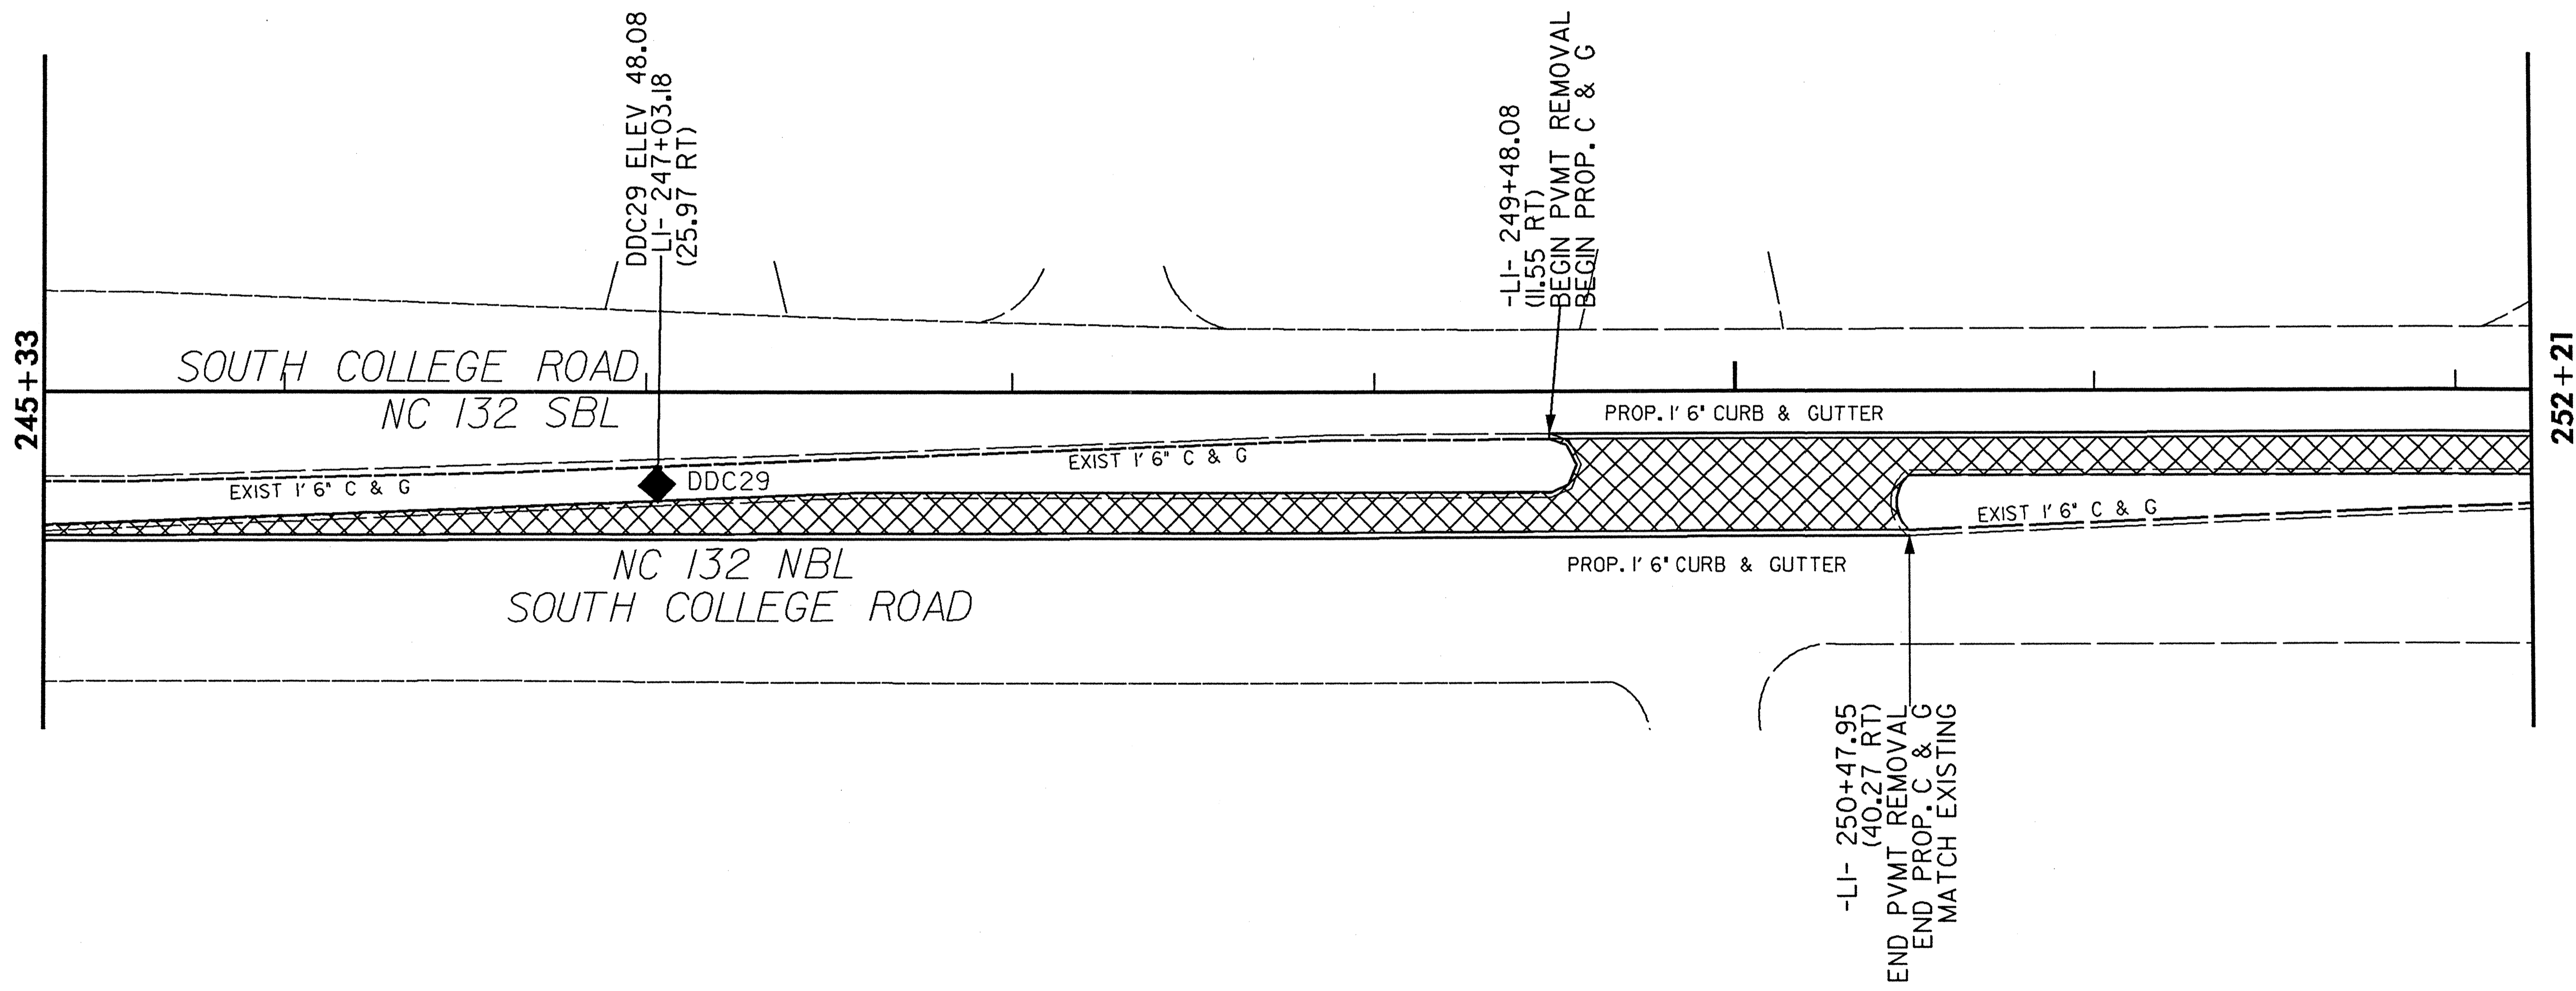 DDC29 ELEV 48.08
LI- 247+03.18
(25.97 RT)
-LI- 249+48.08
(11.55 RT)
BEGIN PVMT REMOVAL
BEGIN PROP. C & G
245+33
252+21
SOUTH COLLEGE ROAD
NC 132 SBL
PROP. 1' 6" CURB & GUTTER
EXIST 1' 6" C & G
EXIST 1' 6" C & G
DDC29
EXIST 1' 6" C & G
NC 132 NBL
SOUTH COLLEGE ROAD
PROP. 1' 6" CURB & GUTTER
-LI- 250+47.95
(40.27 RT)
END PVMT REMOVAL
END PROP. C & G
MATCH EXISTING